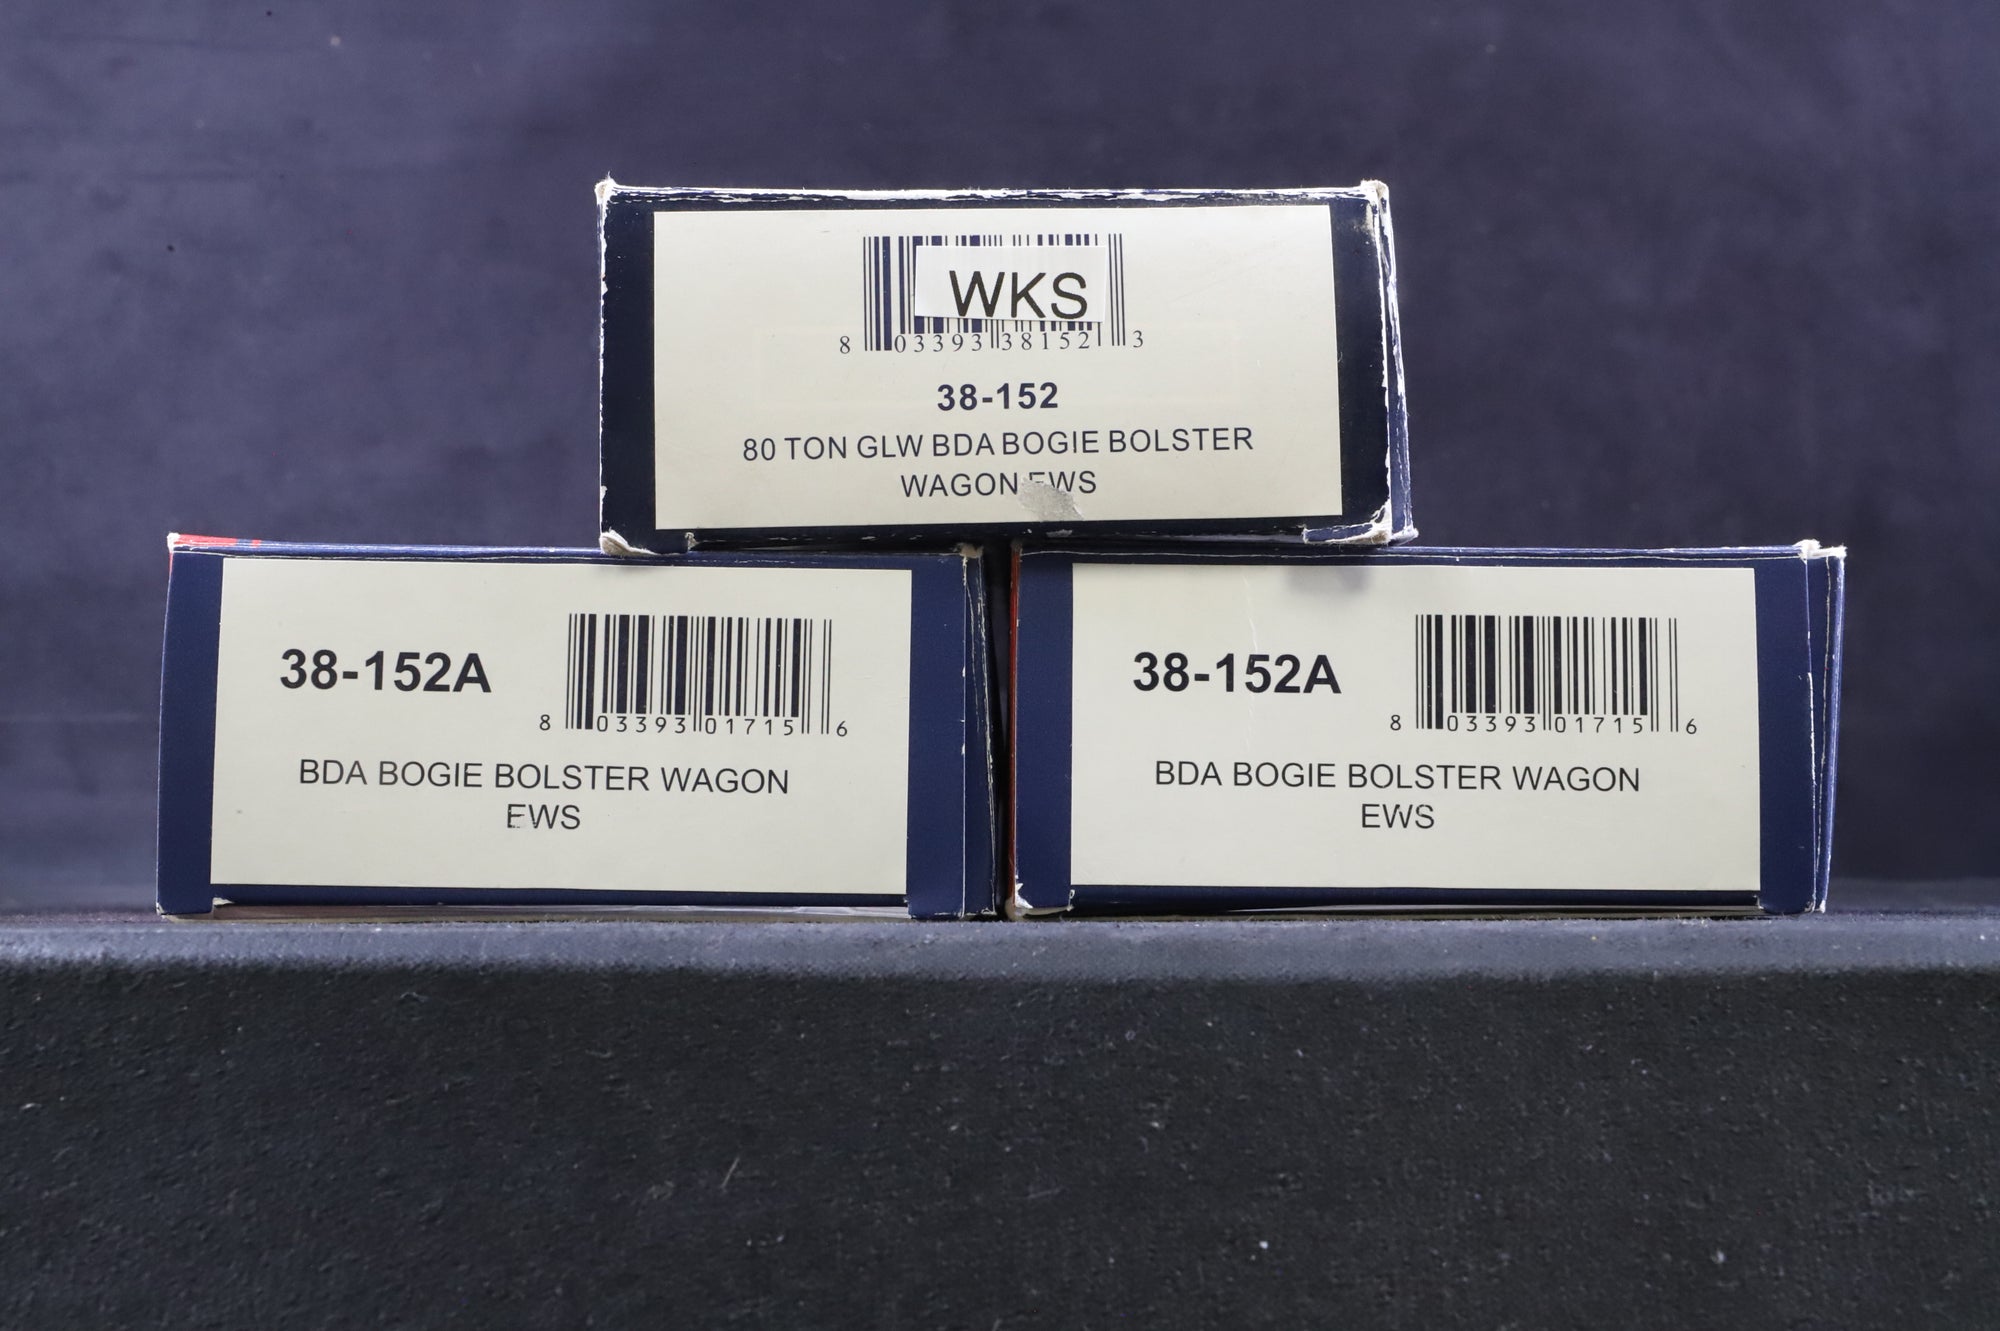 WKS
8 03393 38152 3
38-152
80 TON GLW BDA BOGIE BOLSTER
WAGON EWS
38-152A
8 03393 01715 6
BDA BOGIE BOLSTER WAGON
EWS
38-152A
8 03393 01715 6
BDA BOGIE BOLSTER WAGON
EWS